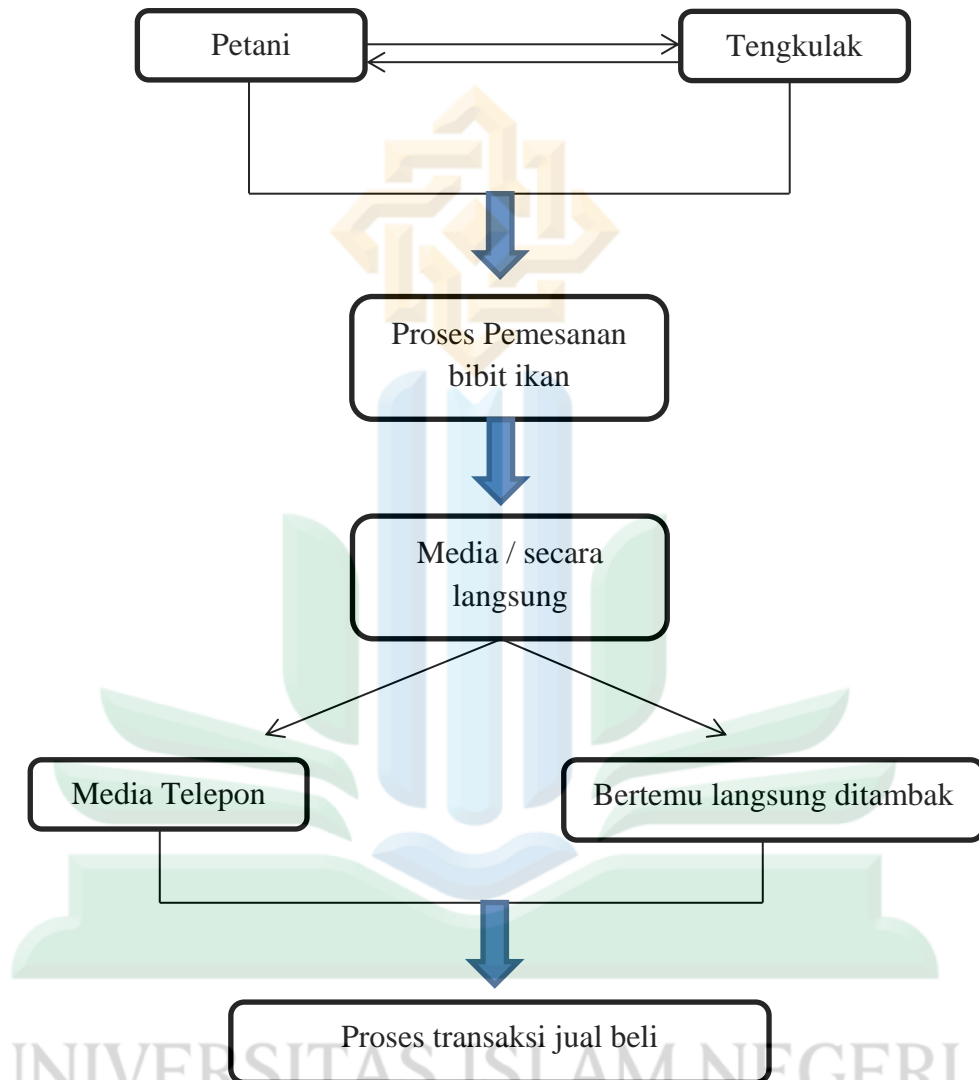 Petani
Tengkulak
Proses Pemesanan
bibit ikan
Media / secara
langsung
Media Telepon
Bertemu langsung ditambak
Proses transaksi jual beli
UNIVERSITAS ISLAM NEGERI